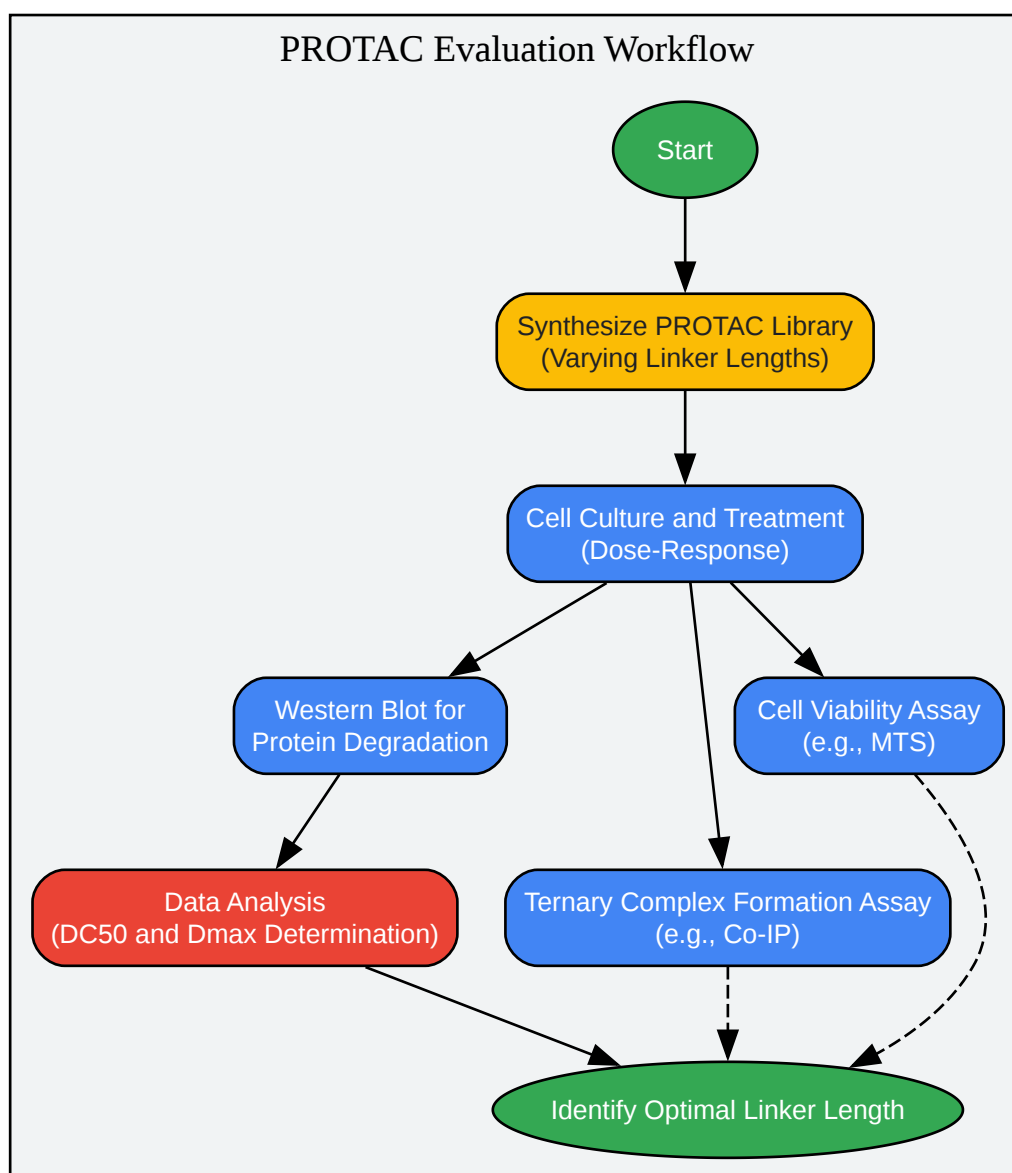 PROTAC Evaluation Workflow
Start
Synthesize PROTAC Library
(Varying Linker Lengths)
Cell Culture and Treatment
(Dose-Response)
Western Blot for
Protein Degradation
Cell Viability Assay
(e.g., MTS)
Data Analysis
(DC50 and Dmax Determination)
Ternary Complex Formation Assay
(e.g., Co-IP)
Identify Optimal Linker Length